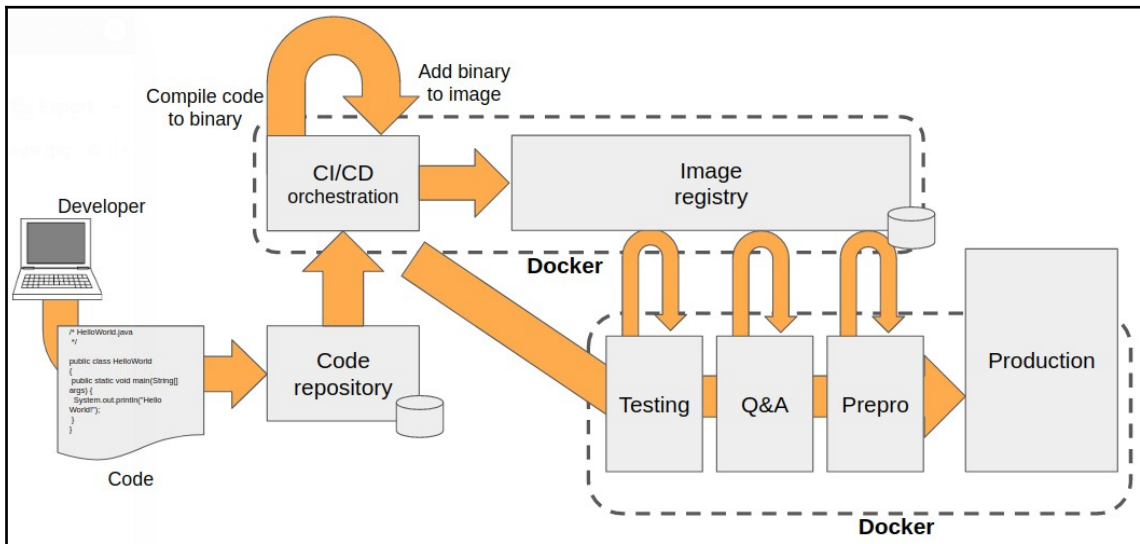 Compile code
to binary
Add binary
to image
CI/CD
orchestration
Image
registry
Docker
Developer
/* HelloWorld.java
*/
public class HelloWorld
{
public static void main(String[]
args) {
System.out.println("Hello
World!");
}
}
Code
Code
repository
Testing
Q&A
Prepro
Production
Docker